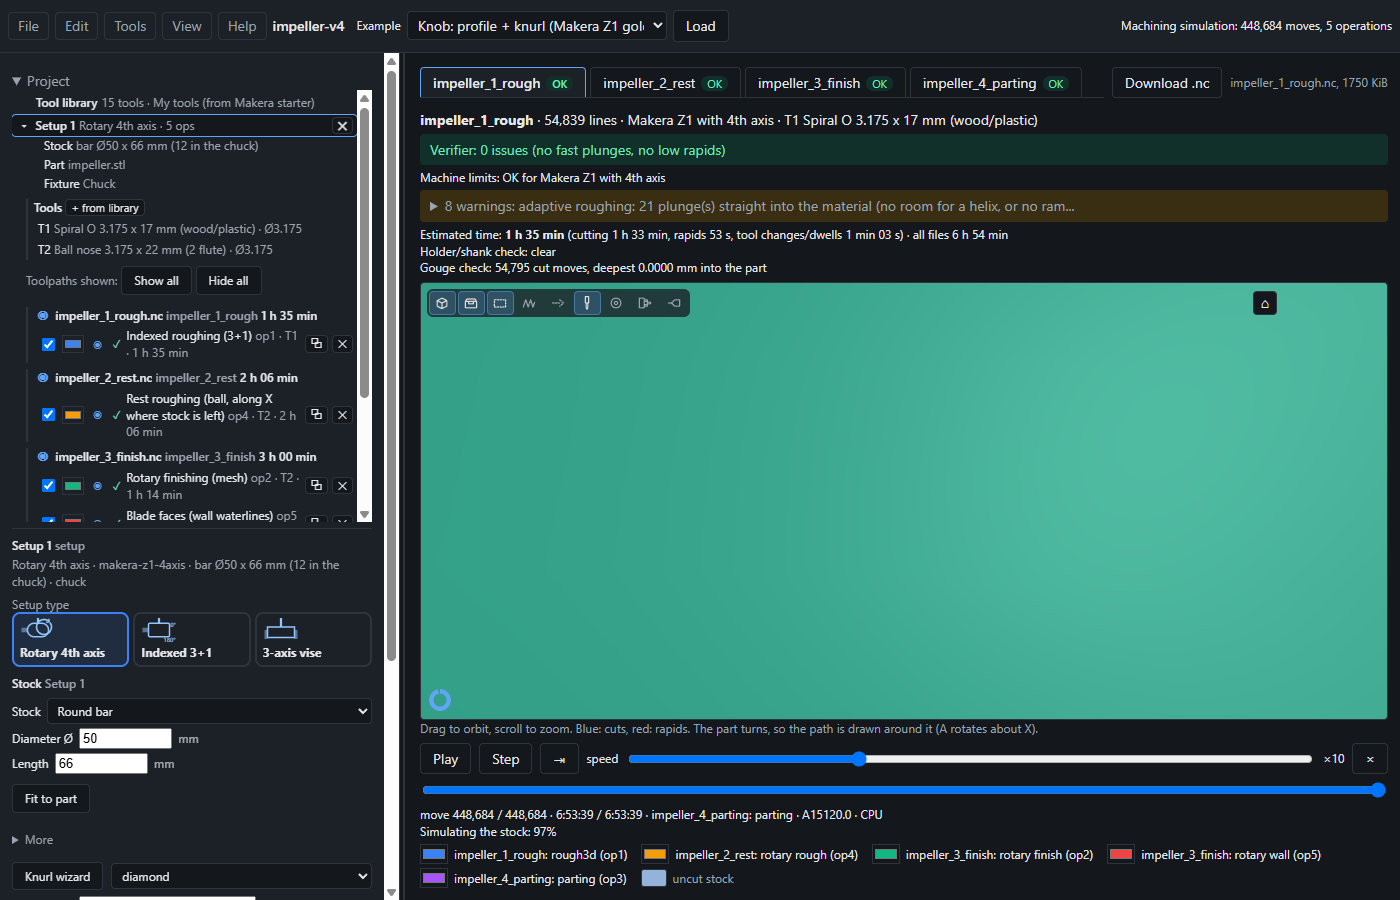 File Edit Tools View Help impeller-v4 Example Knob: profile + knurl (Makera Z1 gol Load Machining simulation: 448,684 moves, 5 operations
Project
Tool library 15 tools · My tools (from Makera starter)
Setup 1 Rotary 4th axis · 5 ops
Stock bar Ø50 x 66 mm (12 in the chuck)
Part impeller.stl
Fixture Chuck
Tools + from library
T1 Spiral O 3.175 x 17 mm (wood/plastic) · Ø3.175
T2 Ball nose 3.175 x 22 mm (2 flute) · Ø3.175
Toolpaths shown: Show all Hide all
impeller_1_rough.nc impeller_1_rough 1 h 35 min
Indexed roughing (3+1) op1 · T1
· 1 h 35 min
impeller_2_rest.nc impeller_2_rest 2 h 06 min
Rest roughing (ball, along X
where stock is left) op4 · T2 · 2 h
06 min
impeller_3_finish.nc impeller_3_finish 3 h 00 min
Rotary finishing (mesh) op2 · T2 ·
1 h 14 min
Blade faces (wall waterlines) op5
Setup 1 setup
Rotary 4th axis · makera-z1-4axis · bar Ø50 x 66 mm (12 in the
chuck) · chuck
Setup type
Rotary 4th axis Indexed 3+1 3-axis vise
Stock Setup 1
Stock Round bar
Diameter Ø 50 mm
Length 66 mm
Fit to part
More
Knurl wizard diamond
impeller_1_rough OK impeller_2_rest OK impeller_3_finish OK impeller_4_parting OK Download .nc impeller_1_rough.nc, 1750 KiB
impeller_1_rough · 54,839 lines · Makera Z1 with 4th axis · T1 Spiral O 3.175 x 17 mm (wood/plastic)
Verifier: 0 issues (no fast plunges, no low rapids)
Machine limits: OK for Makera Z1 with 4th axis
8 warnings: adaptive roughing: 21 plunge(s) straight into the material (no room for a helix, or no ram...
Estimated time: 1 h 35 min (cutting 1 h 33 min, rapids 53 s, tool changes/dwells 1 min 03 s) · all files 6 h 54 min
Holder/shank check: clear
Gouge check: 54,795 cut moves, deepest 0.0000 mm into the part
Drag to orbit, scroll to zoom. Blue: cuts, red: rapids. The part turns, so the path is drawn around it (A rotates about X).
Play Step speed ×10
move 448,684 / 448,684 · 6:53:39 / 6:53:39 · impeller_4_parting: parting · A15120.0 · CPU
Simulating the stock: 97%
impeller_1_rough: rough3d (op1) impeller_2_rest: rotary rough (op4) impeller_3_finish: rotary finish (op2) impeller_3_finish: rotary wall (op5)
impeller_4_parting: parting (op3) uncut stock